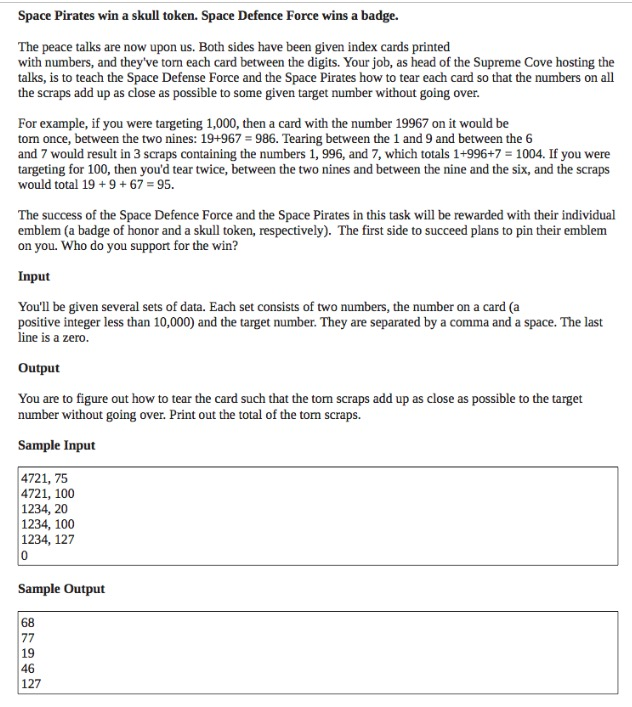 Space Pirates win a skull token. Space Defence Force wins a badge.
The peace talks are now upon us. Both sides have been given index cards printed
with numbers, and they've torn each card between the digits. Your job, as head of the Supreme Cove hosting the
talks, is to teach the Space Defense Force and the Space Pirates how to tear each card so that the numbers on all
the scraps add up as close as possible to some given target number without going over.
For example, if you were targeting 1,000, then a card with the number 19967 on it would be
torn once, between the two nines: 19+967 = 986. Tearing between the 1 and 9 and between the 6
and 7 would result in 3 scraps containing the numbers 1, 996, and 7, which totals 1+996+7 = 1004. If you were
targeting for 100, then you'd tear twice, between the two nines and between the nine and the six, and the scraps
would total 19 + 9 + 67 = 95.
The success of the Space Defence Force and the Space Pirates in this task will be rewarded with their individual
emblem (a badge of honor and a skull token, respectively).  The first side to succeed plans to pin their emblem
on you. Who do you support for the win?
Input
You'll be given several sets of data. Each set consists of two numbers, the number on a card (a
positive integer less than 10,000) and the target number. They are separated by a comma and a space. The last
line is a zero.
Output
You are to figure out how to tear the card such that the torn scraps add up as close as possible to the target
number without going over. Print out the total of the torn scraps.
Sample Input
4721, 75
4721, 100
1234, 20
1234, 100
1234, 127
0
Sample Output
68
77
19
46
127